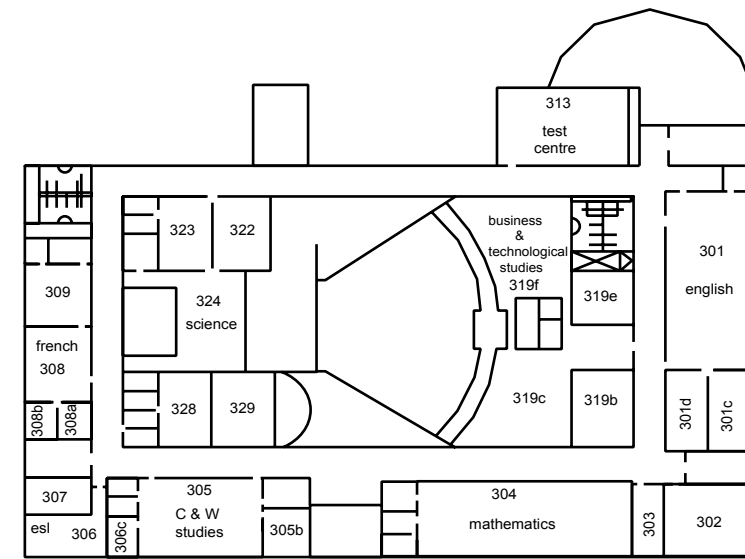 313
test
centre
business
&
technological
studies
319f
323
322
301
english
309
324
science
319e
french
308
308b
308a
328
329
319c
319b
301d
301c
307
305
C & W
studies
304
mathematics
esl
306
306c
305b
303
302